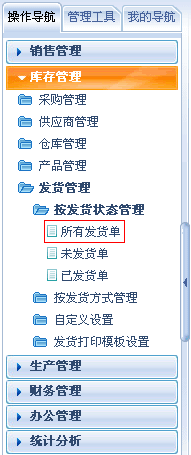 操作导航 管理工具 我的导航
销售管理
库存管理
采购管理
供应商管理
仓库管理
产品管理
发货管理
按发货状态管理
所有发货单
未发货单
已发货单
按发货方式管理
自定义设置
发货打印模板设置
生产管理
财务管理
办公管理
统计分析